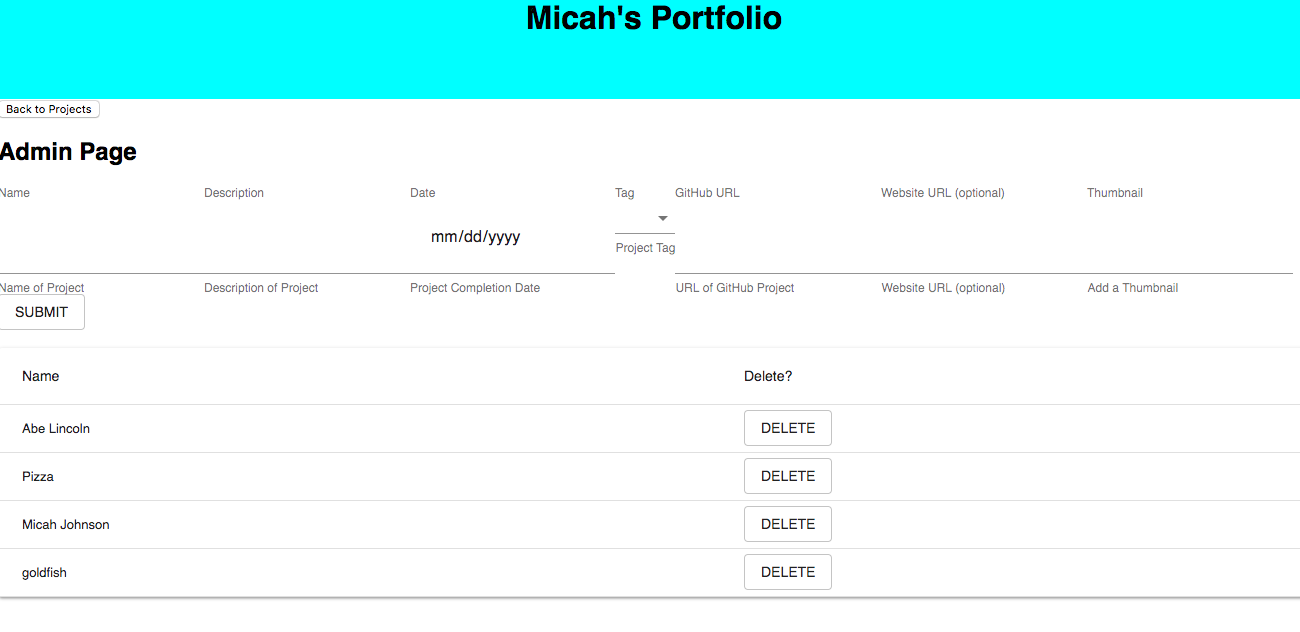 Micah's Portfolio
Back to Projects
Admin Page
Name Description Date Tag GitHub URL Website URL (optional) Thumbnail
mm/dd/yyyy
Project Tag
Name of Project Description of Project Project Completion Date URL of GitHub Project Website URL (optional) Add a Thumbnail
SUBMIT
Name Delete?
Abe Lincoln DELETE
Pizza DELETE
Micah Johnson DELETE
goldfish DELETE